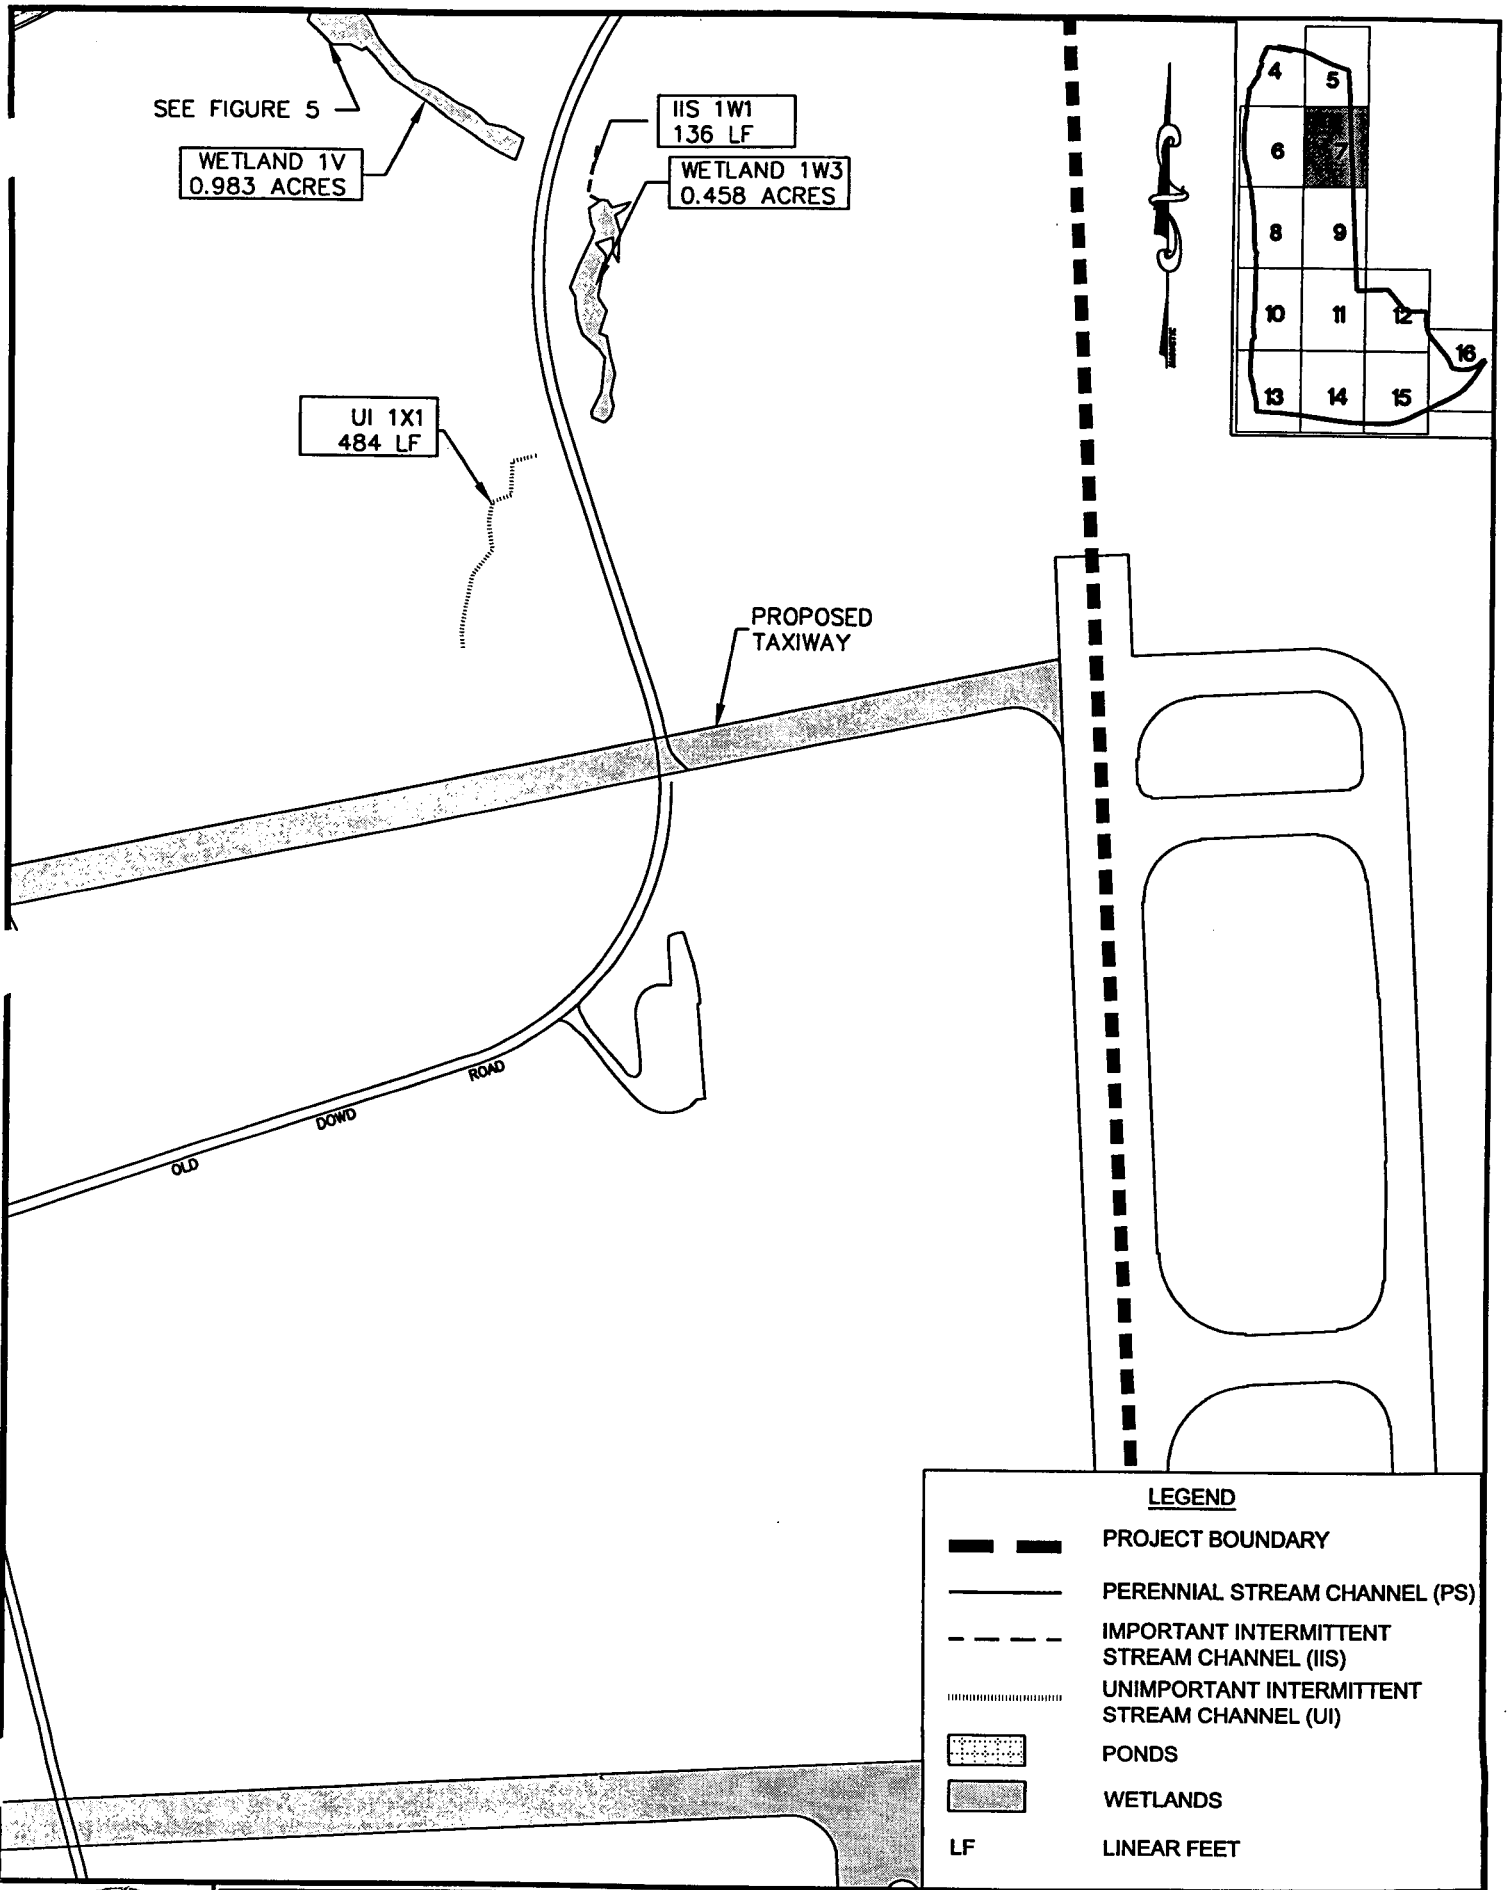 SEE FIGURE 5
WETLAND 1V
0.983 ACRES
IIS 1W1
136 LF
WETLAND 1W3
0.458 ACRES
UI 1X1
484 LF
PROPOSED
TAXIWAY
4
5
6
7
8
9
10
11
12
16
13
14
15
OLD
DOWD
ROAD
LEGEND
PROJECT BOUNDARY
PERENNIAL STREAM CHANNEL (PS)
IMPORTANT INTERMITTENT
STREAM CHANNEL (IIS)
UNIMPORTANT INTERMITTENT
STREAM CHANNEL (UI)
PONDS
WETLANDS
LF LINEAR FEET